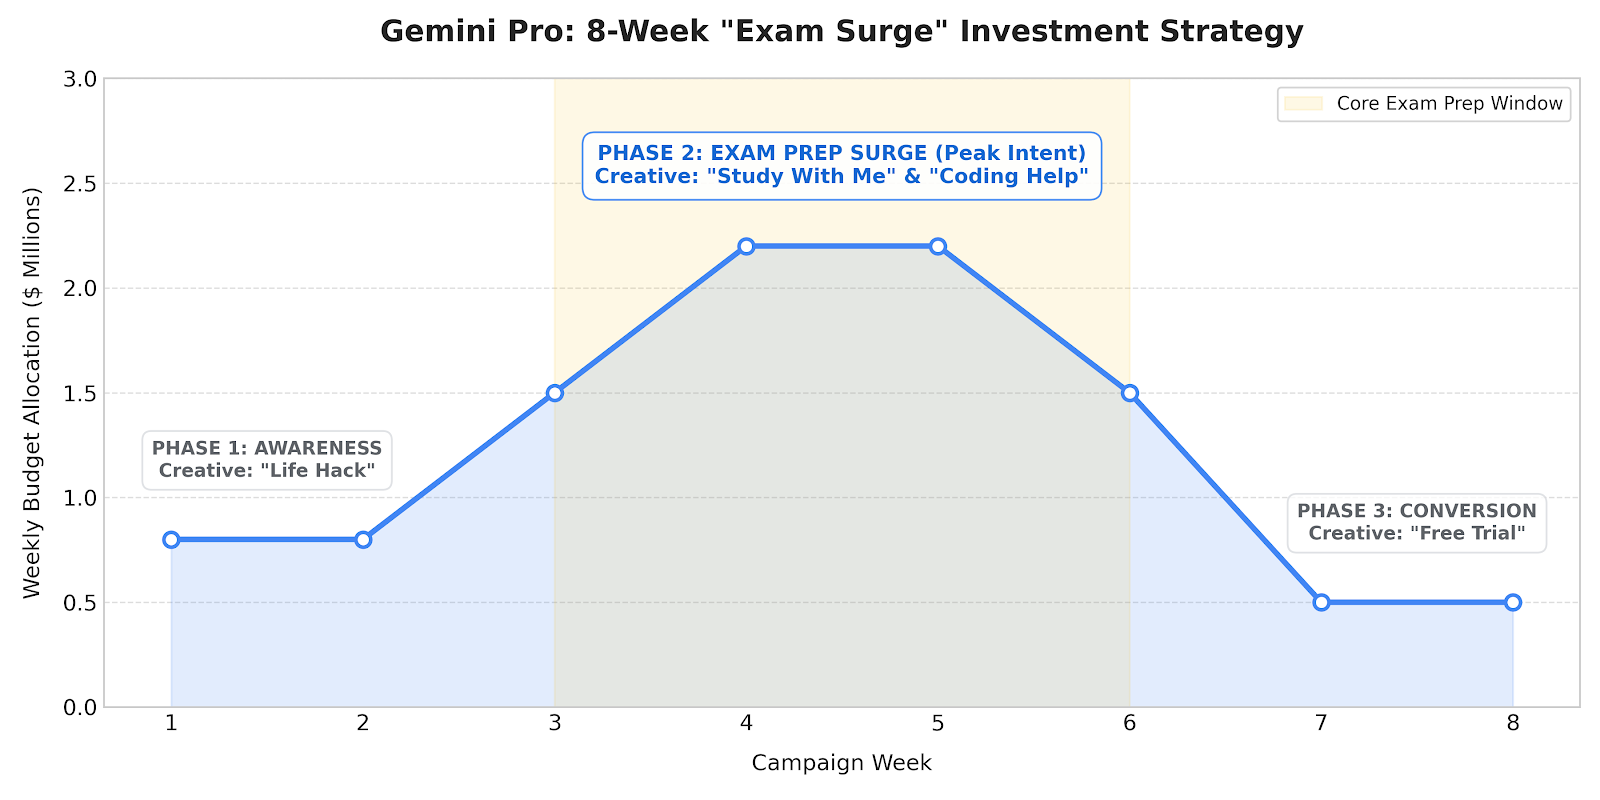 Gemini Pro: 8-Week "Exam Surge" Investment Strategy
3.0
2.5
2.0
1.5
1.0
0.5
0.0
Weekly Budget Allocation ($ Millions)
Core Exam Prep Window
PHASE 2: EXAM PREP SURGE (Peak Intent)
Creative: "Study With Me" & "Coding Help"
PHASE 1: AWARENESS
Creative: "Life Hack"
PHASE 3: CONVERSION
Creative: "Free Trial"
1 2 3 4 5 6 7 8
Campaign Week